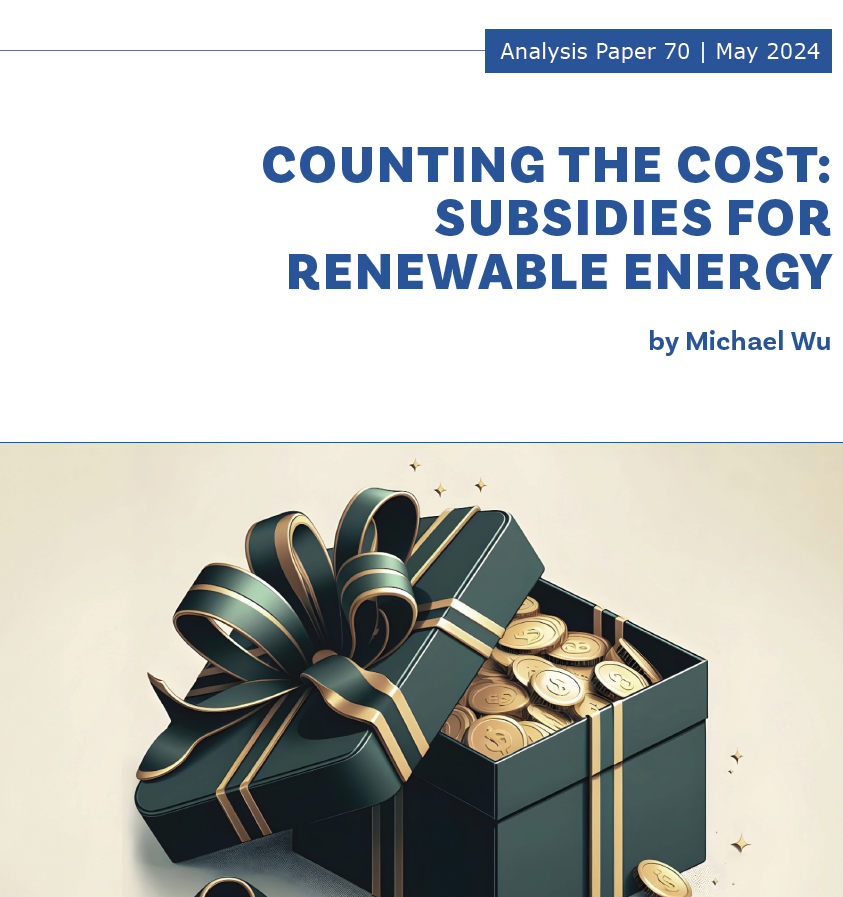 Analysis Paper 70 | May 2024
COUNTING THE COST:
SUBSIDIES FOR
RENEWABLE ENERGY
by Michael Wu